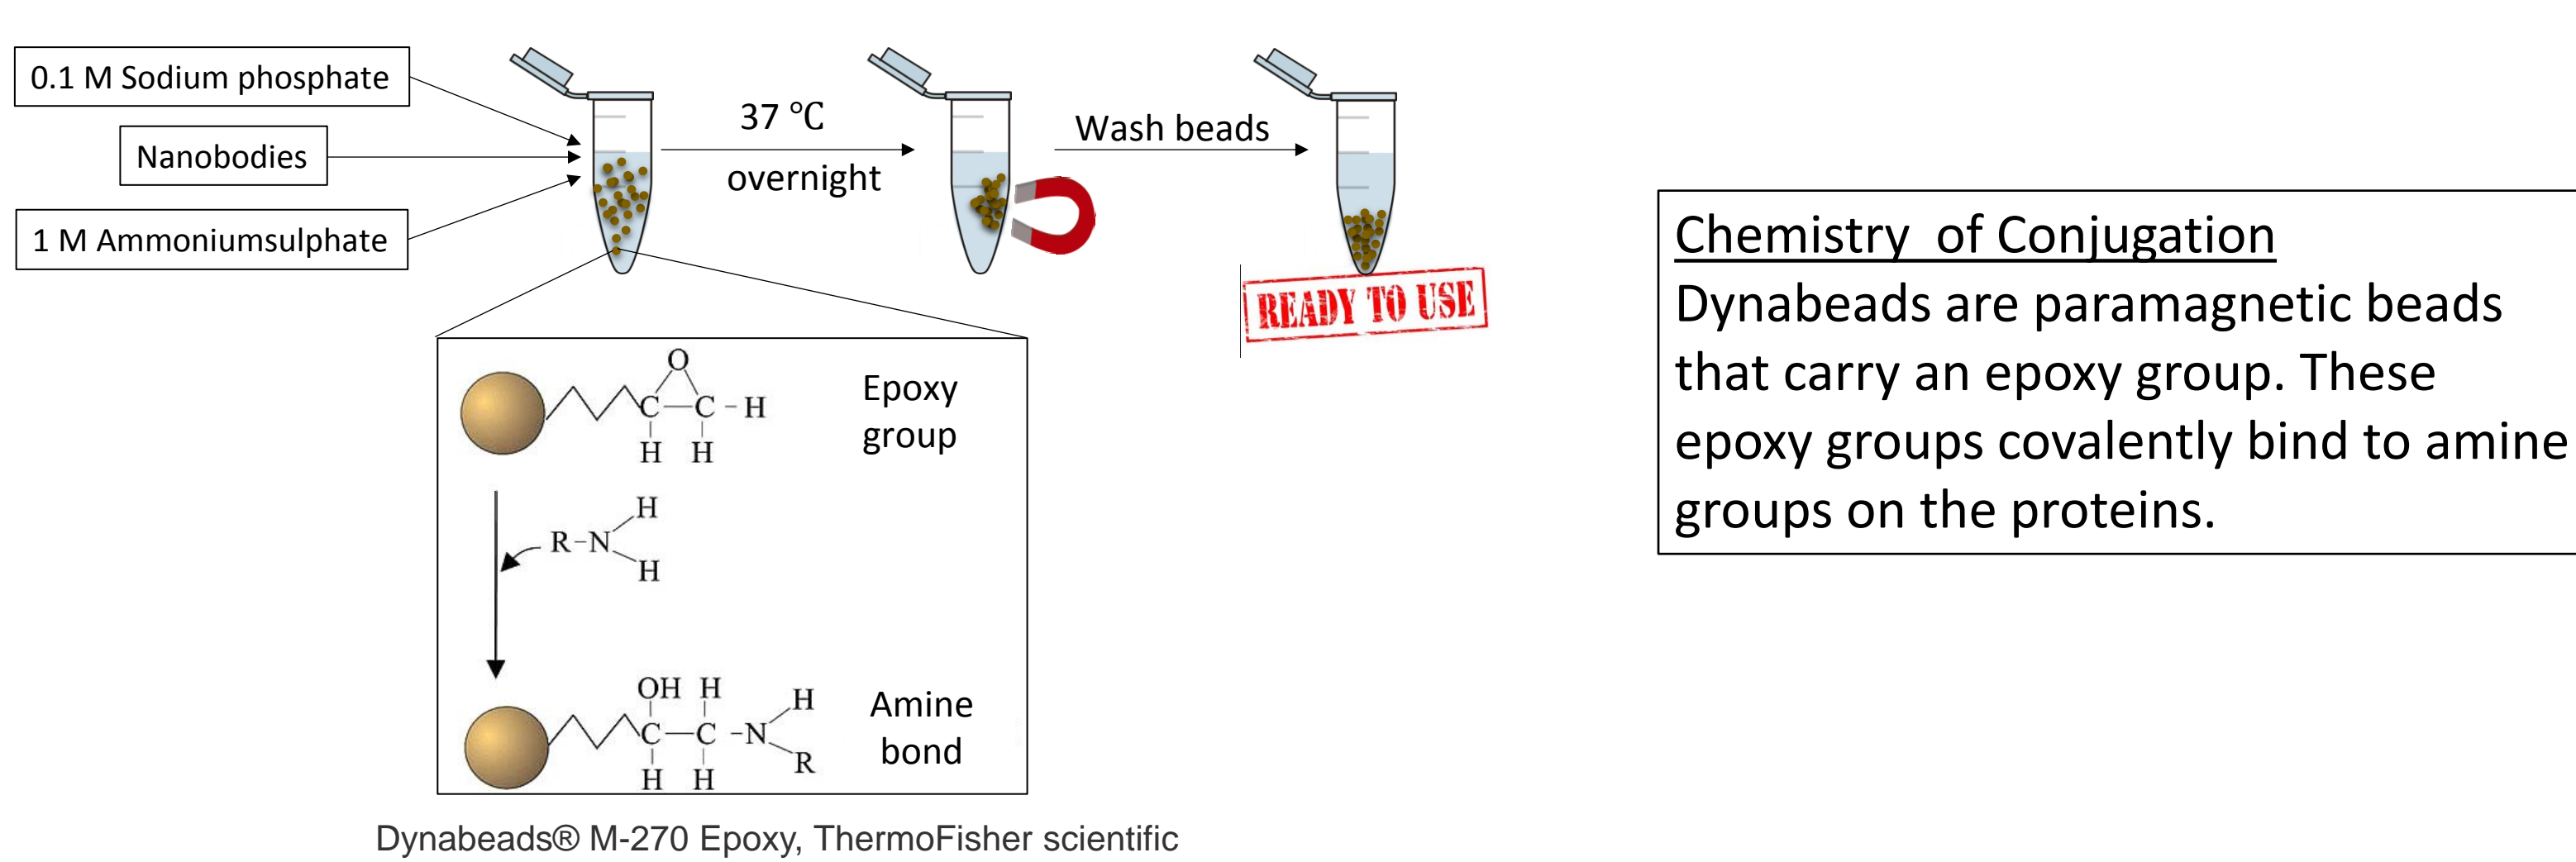 0.1 M Sodium phosphate
Nanobodies
1 M Ammoniumsulphate
37 °C
overnight
Wash beads
READY TO USE
O
C—C-H
H H
Epoxy
group
H
R-N
H
OH H H
C—C-N
H H R
Amine
bond
Dynabeads® M-270 Epoxy, ThermoFisher scientific
Chemistry of Conjugation
Dynabeads are paramagnetic beads
that carry an epoxy group. These
epoxy groups covalently bind to amine
groups on the proteins.